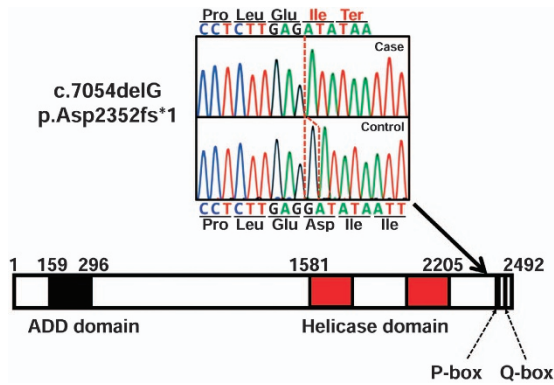 Pro Leu Glu Ile Ter
CCTCTTGAGATATAA
Case
c.7054delG
p.Asp2352fs*1
Control
CCTCTTGAGGATATAATT
Pro Leu Glu Asp Ile Ile
1 159 296 1581 2205 2492
ADD domain Helicase domain
P-box Q-box